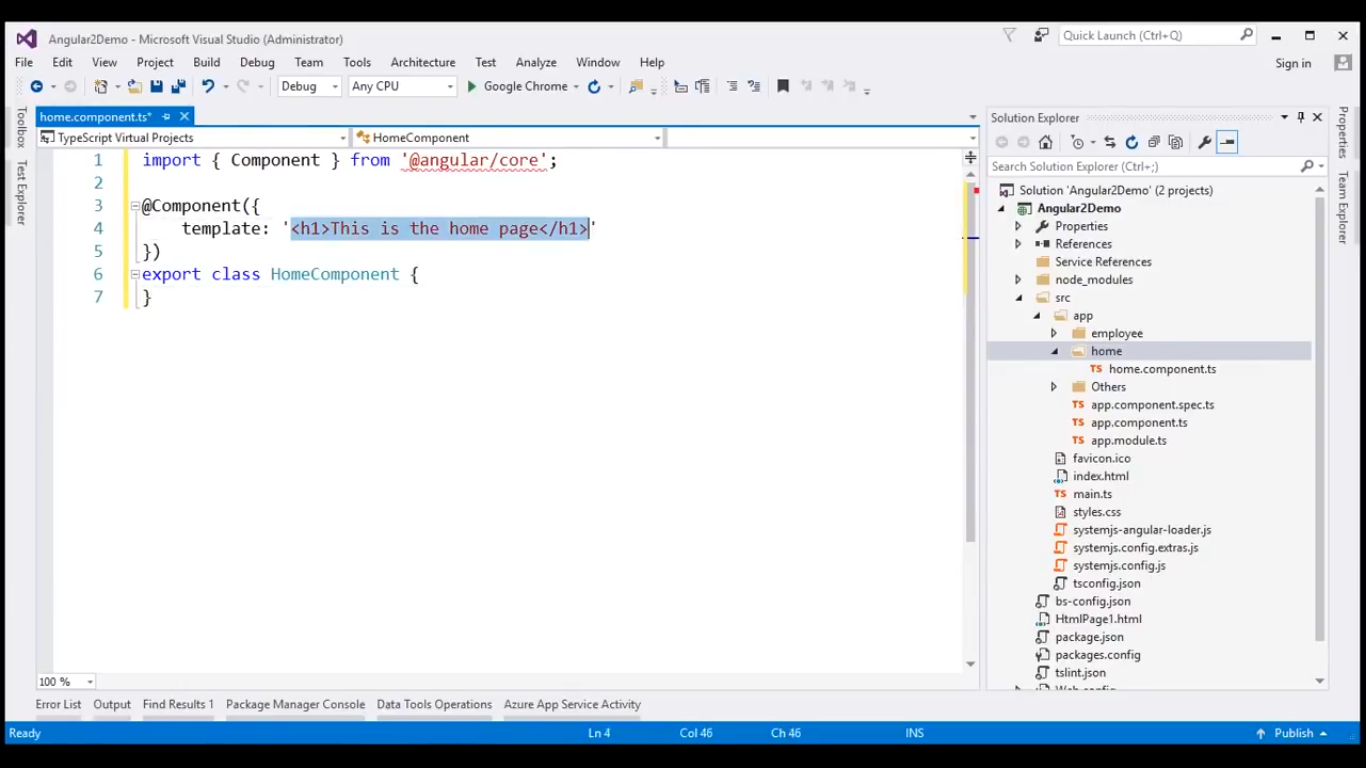 Angular2Demo - Microsoft Visual Studio (Administrator)
Quick Launch (Ctrl+Q)
File Edit View Project Build Debug Team Tools Architecture Test Analyze Window Help
Sign in
Debug Any CPU Google Chrome
Toolbox
Test Explorer
home.component.ts*
TypeScript Virtual Projects
HomeComponent
1 import { Component } from '@angular/core';
2
3 @Component({
4 template: '<h1>This is the home page</h1>'
5 })
6 export class HomeComponent {
7 }
100 %
Solution Explorer
Search Solution Explorer (Ctrl+;)
Solution 'Angular2Demo' (2 projects)
Angular2Demo
Properties
References
Service References
node_modules
src
app
employee
home
TS home.component.ts
Others
TS app.component.spec.ts
TS app.component.ts
TS app.module.ts
favicon.ico
index.html
TS main.ts
styles.css
systemjs-angular-loader.js
systemjs.config.extras.js
systemjs.config.js
tsconfig.json
bs-config.json
HtmlPage1.html
package.json
packages.config
tslint.json
Web.config
Properties
Team Explorer
Error List Output Find Results 1 Package Manager Console Data Tools Operations Azure App Service Activity
Ready Ln 4 Col 46 Ch 46 INS Publish